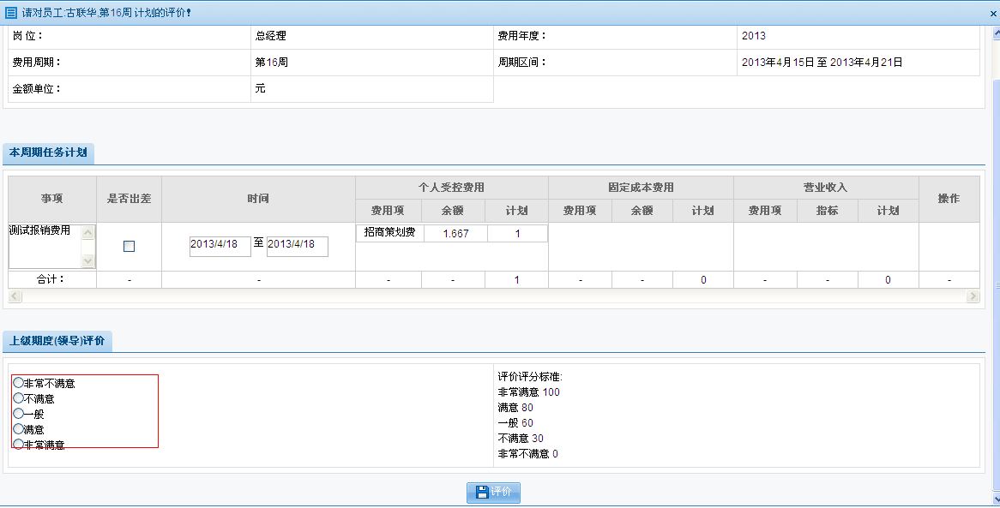 请对员工:古联华,第16周 计划的评价!
岗 位： 总经理 费用年度： 2013
费用周期： 第16周 周期区间： 2013年4月15日 至 2013年4月21日
金额单位： 元
本周期任务计划
事项 是否出差 时间 个人受控费用 固定成本费用 营业收入 操作
费用项 余额 计划 费用项 余额 计划 费用项 指标 计划
测试报销费用 2013/4/18 至 2013/4/18 招商策划费 1.667 1
合计： - - - - 1 - - 0 - - 0 -
上级期度(领导)评价
非常不满意
不满意
一般
满意
非常满意
评价评分标准:
非常满意 100
满意 80
一般 60
不满意 30
非常不满意 0
评价